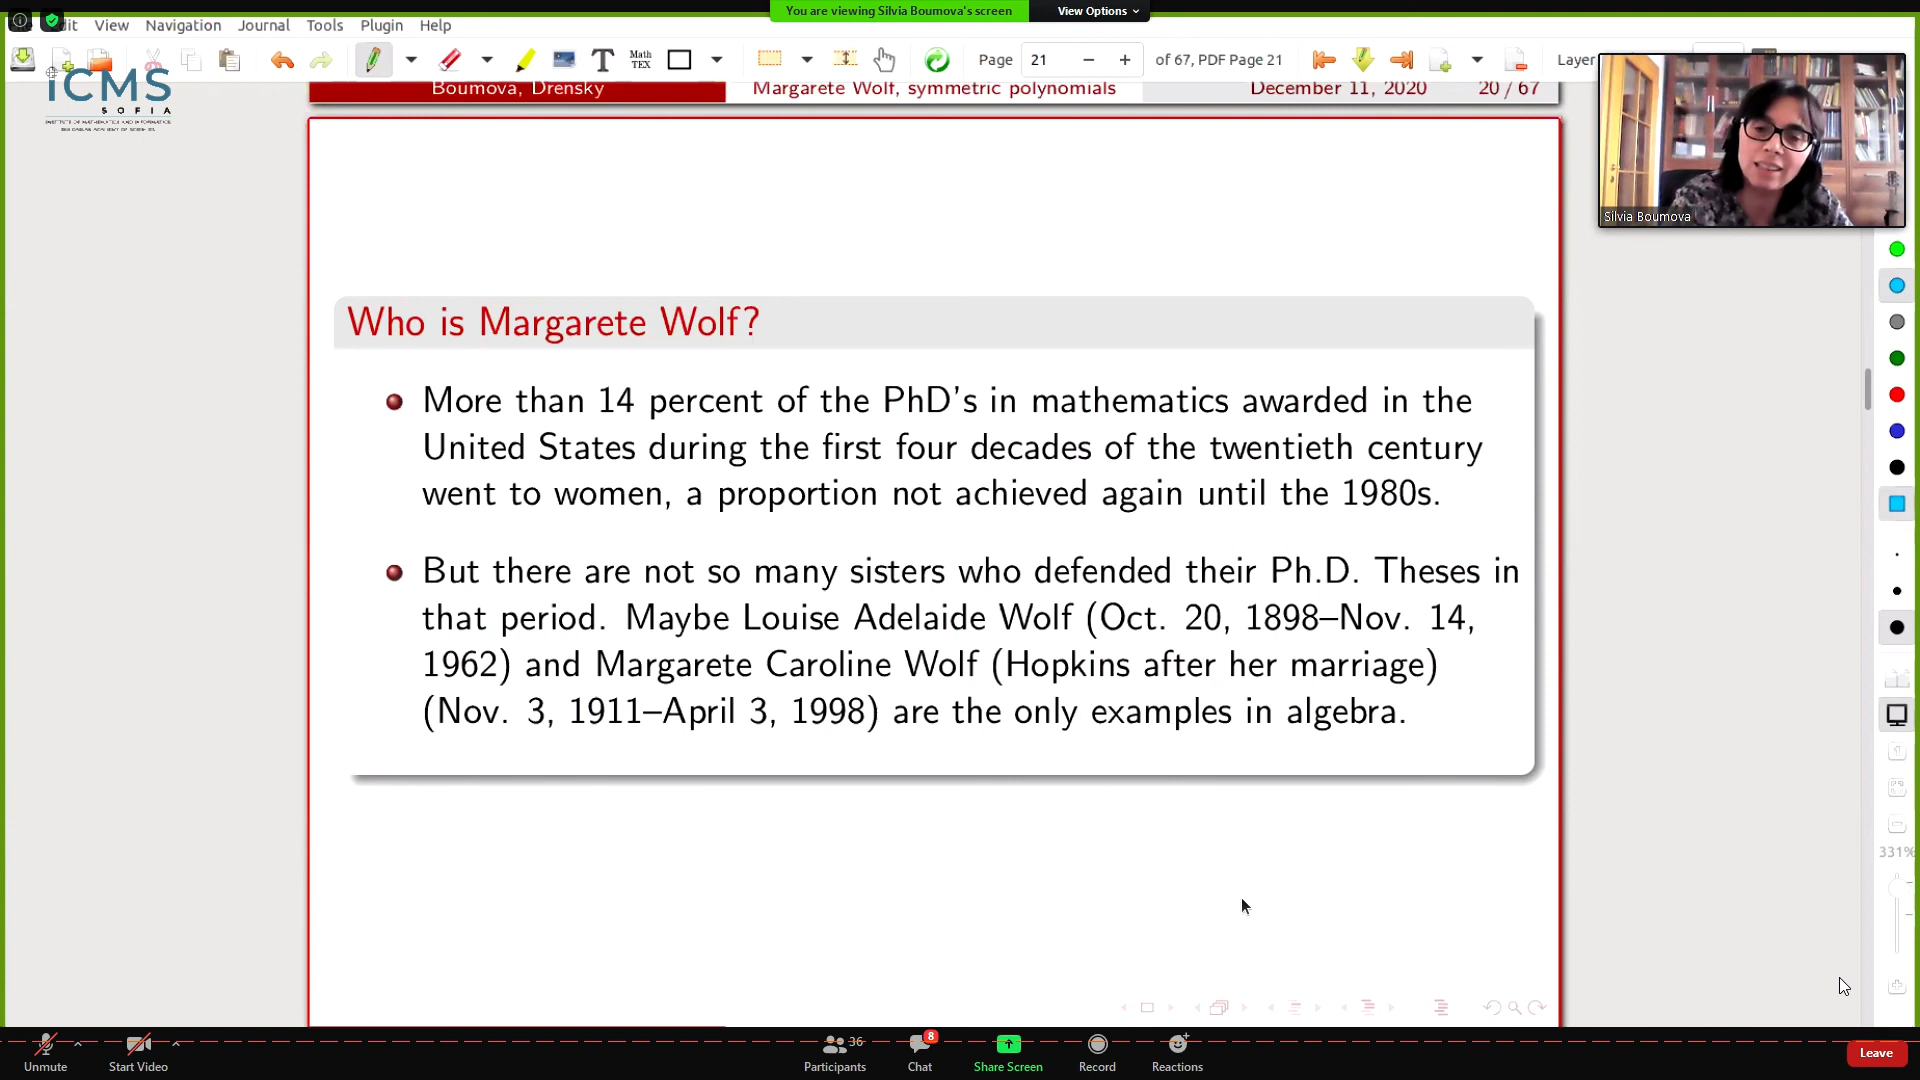 You are viewing Silvia Boumova's screen View Options
View Navigation Journal Tools Plugin Help
Math TEX Page 21 of 67, PDF Page 21 Layer
iCMS
SOFIA
Boumova, Drensky Margarete Wolf, symmetric polynomials December 11, 2020 20 / 67
Silvia Boumova
Who is Margarete Wolf?
More than 14 percent of the PhD's in mathematics awarded in the
United States during the first four decades of the twentieth century
went to women, a proportion not achieved again until the 1980s.
But there are not so many sisters who defended their Ph.D. Theses in
that period. Maybe Louise Adelaide Wolf (Oct. 20, 1898–Nov. 14,
1962) and Margarete Caroline Wolf (Hopkins after her marriage)
(Nov. 3, 1911–April 3, 1998) are the only examples in algebra.
331%
36 8
Unmute Start Video Participants Chat Share Screen Record Reactions Leave